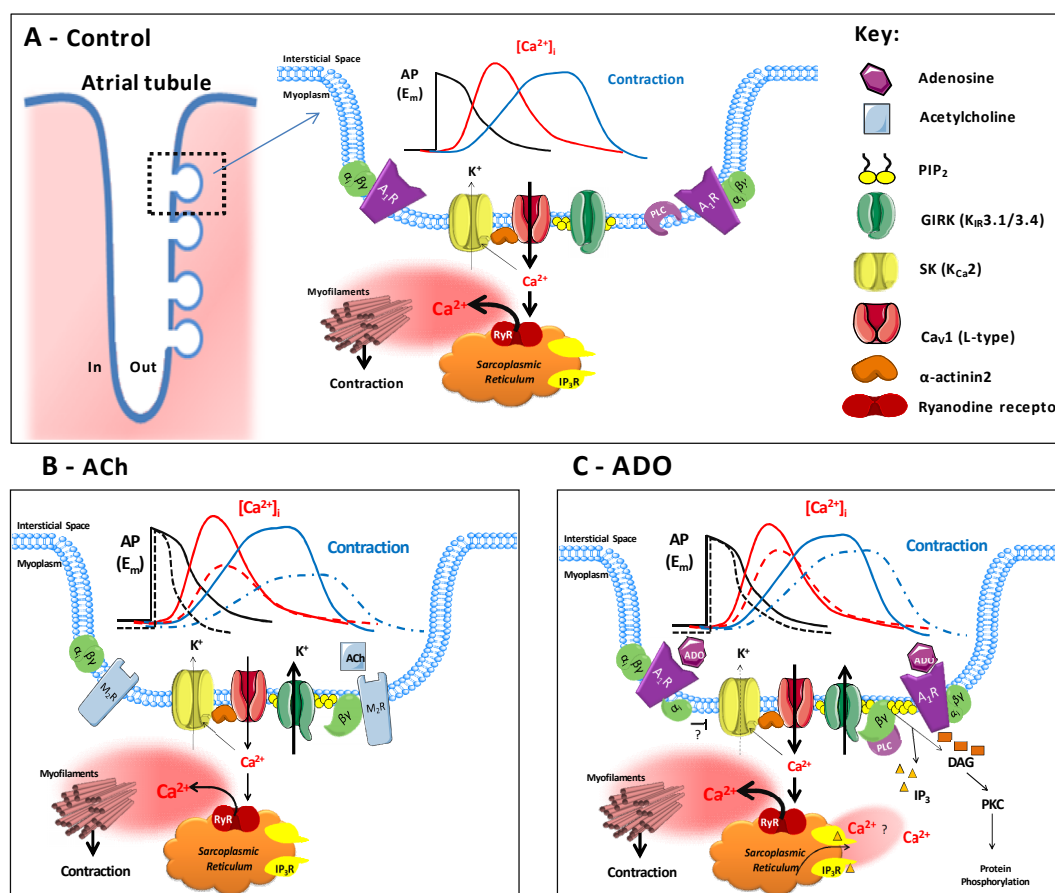 A - Control
Atrial tubule
In
Out
Intersticial Space
Myoplasm
AP
(Em)
[Ca2+]i
Contraction
αi βγ
A1R
K+
PLC
A1R
αi βγ
Ca2+
Myofilaments
Ca2+
RyR
Sarcoplasmic
Reticulum
IP3R
Contraction
Key:
Adenosine
Acetylcholine
PIP2
GIRK (KIR3.1/3.4)
SK (KCa2)
CaV1 (L-type)
α-actinin2
Ryanodine recepto
B - ACh
Intersticial Space
Myoplasm
AP
(Em)
[Ca2+]i
Contraction
αi βγ
M2R
K+
K+
ACh
βγ
M2R
Ca2+
Myofilaments
Ca2+
RyR
Sarcoplasmic
Reticulum
IP3R
Contraction
C - ADO
Intersticial Space
Myoplasm
AP
(Em)
[Ca2+]i
Contraction
αi βγ
A1R
ADO
αi
?
K+
K+
ADO
A1R
αi βγ
βγ
PLC
DAG
IP3
PKC
Protein
Phosphorylation
Ca2+
Myofilaments
Ca2+
RyR
Sarcoplasmic
Reticulum
IP3R
Ca2+ ?
Ca2+
Contraction